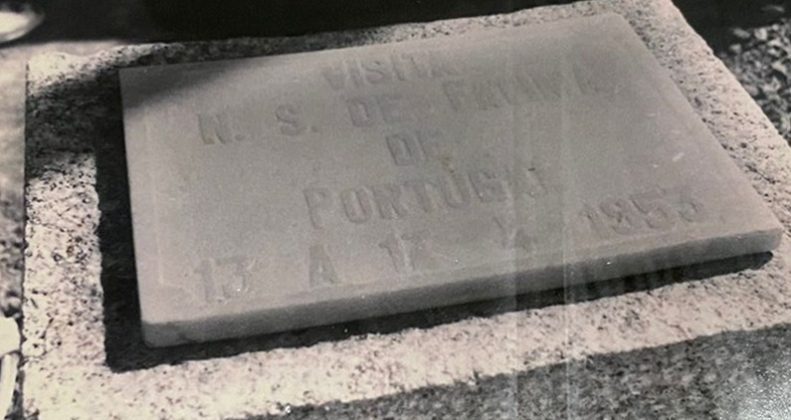 VISITA
N. S. DE FATIMA
DE
PORTUGAL
13 A 17 4 1953